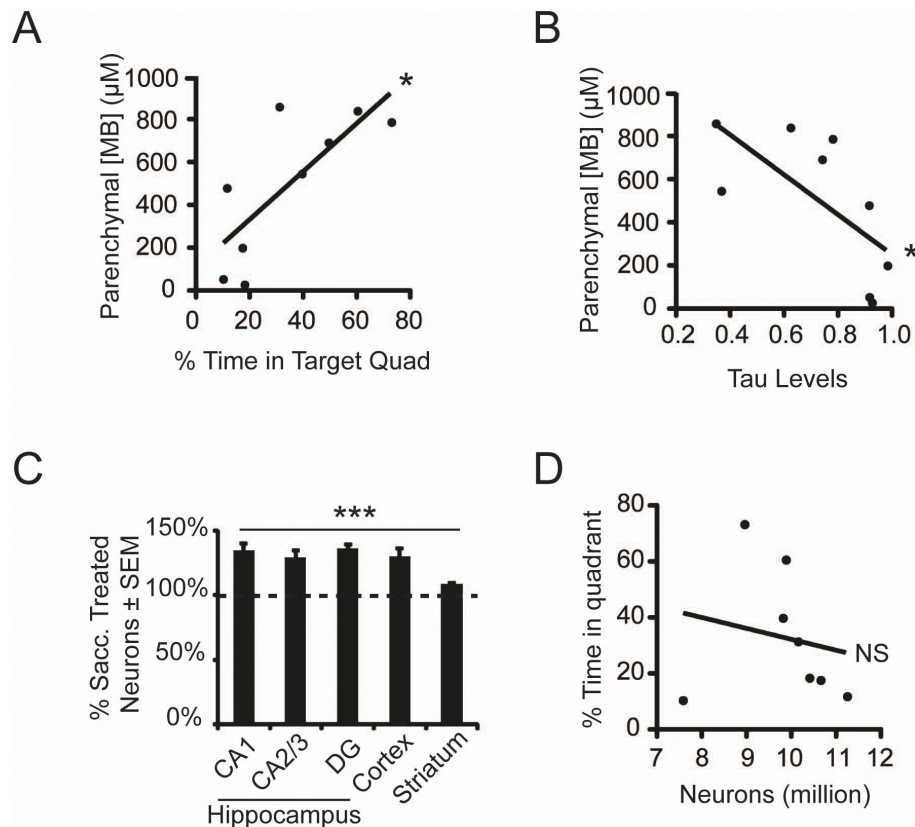 A
Parenchymal [MB] (µM)
1000
800
600
400
200
0
*
0 20 40 60 80
% Time in Target Quad
B
Parenchymal [MB] (µM)
1000
800
600
400
200
0
*
0.2 0.4 0.6 0.8 1.0
Tau Levels
C
% Sacc. Treated
Neurons ± SEM
150%
100%
50%
0%
***
CA1 CA2/3 DG Cortex Striatum
Hippocampus
D
% Time in quadrant
80
60
40
20
0
NS
7 8 9 10 11 12
Neurons (million)